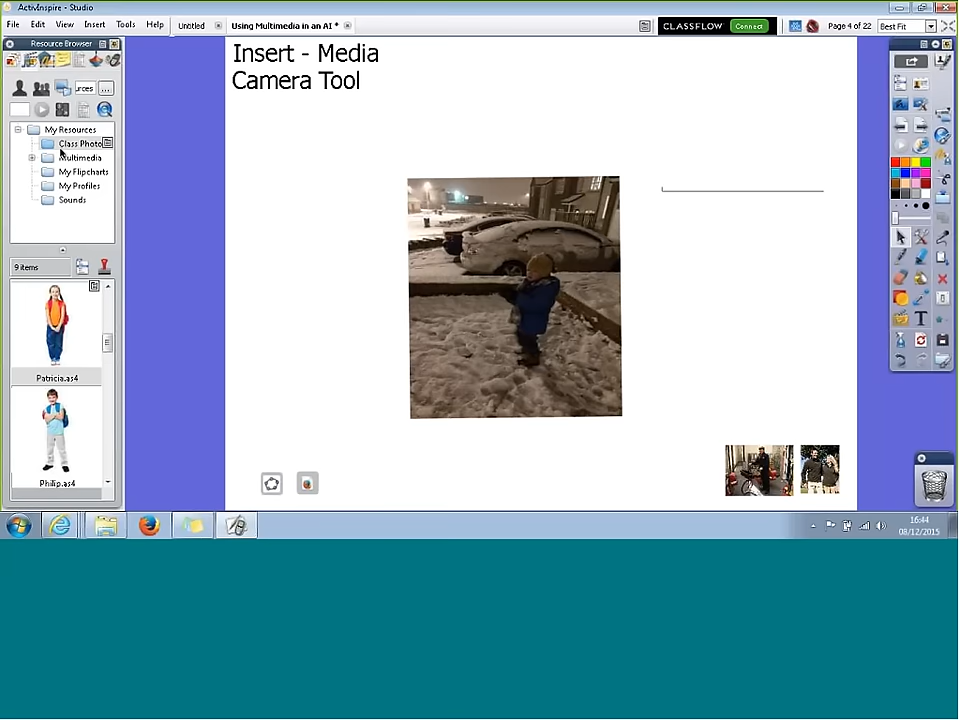 ActivInspire - Studio
File Edit View Insert Tools Help
Untitled
Using Multimedia in an AI *
CLASSFLOW
Connect
Page 4 of 22
Best Fit
Resource Browser
My Resources
Class Photo
Multimedia
My Flipcharts
My Profiles
Sounds
9 items
Patricia.as4
Philip.as4
Insert - Media
Camera Tool
16:44
08/12/2015